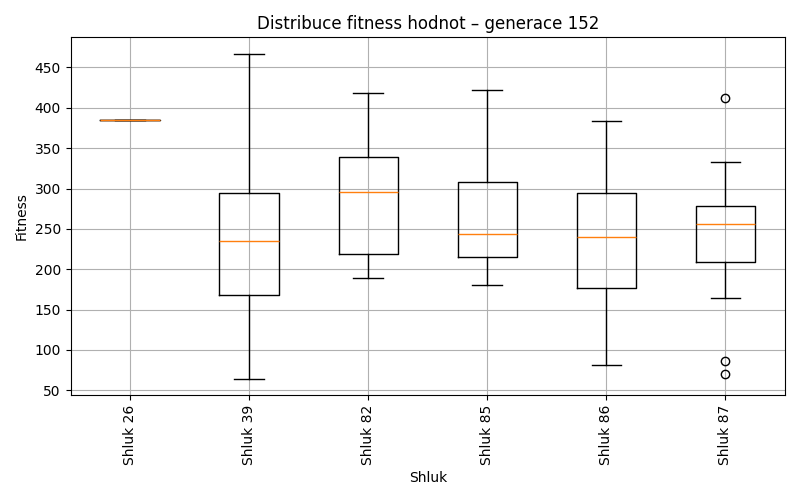 Distribuce fitness hodnot – generace 152
Fitness
450
400
350
300
250
200
150
100
50
Shluk 26
Shluk 39
Shluk 82
Shluk 85
Shluk 86
Shluk 87
Shluk